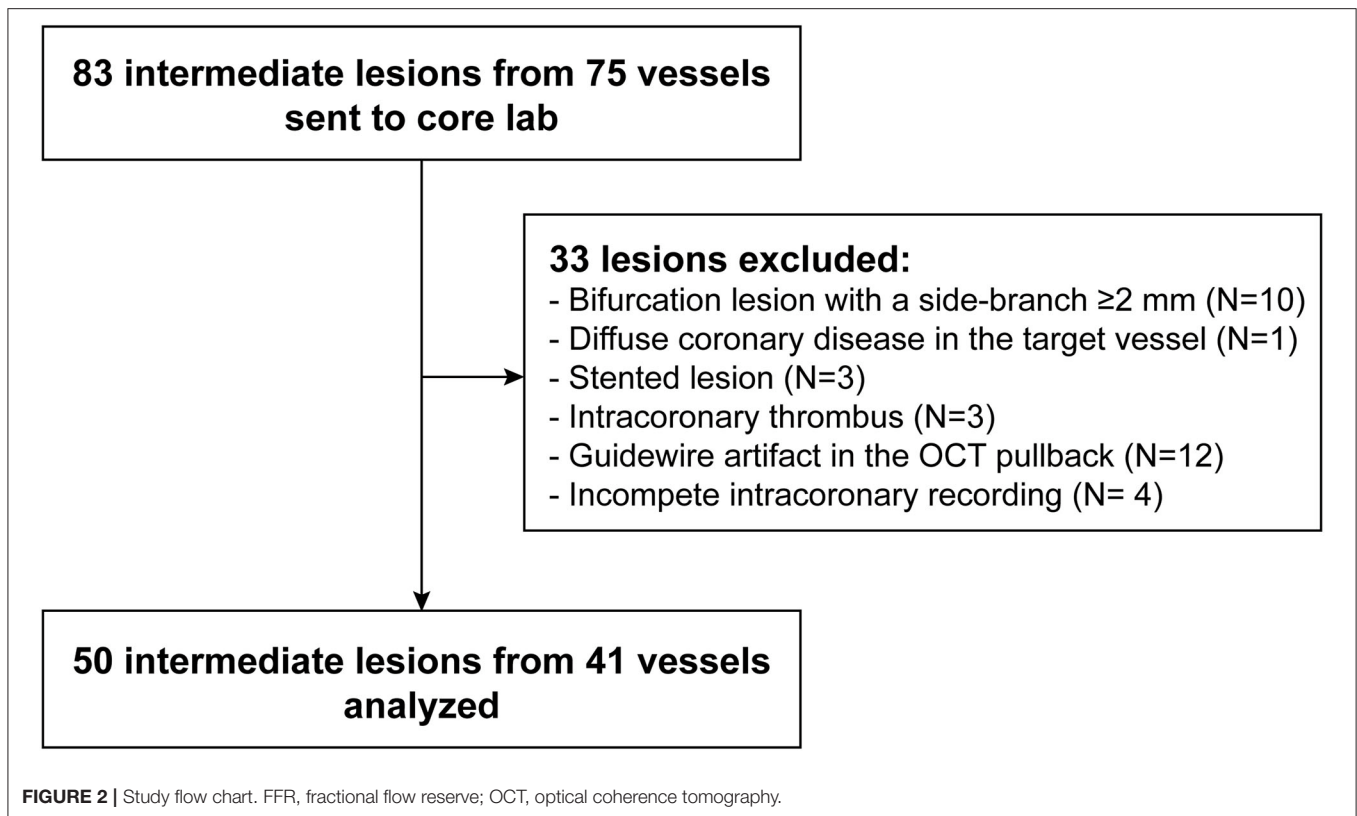 83 intermediate lesions from 75 vessels
sent to core lab
33 lesions excluded:
- Bifurcation lesion with a side-branch ≥2 mm (N=10)
- Diffuse coronary disease in the target vessel (N=1)
- Stented lesion (N=3)
- Intracoronary thrombus (N=3)
- Guidewire artifact in the OCT pullback (N=12)
- Incompete intracoronary recording (N= 4)
50 intermediate lesions from 41 vessels
analyzed
FIGURE 2 | Study flow chart. FFR, fractional flow reserve; OCT, optical coherence tomography.